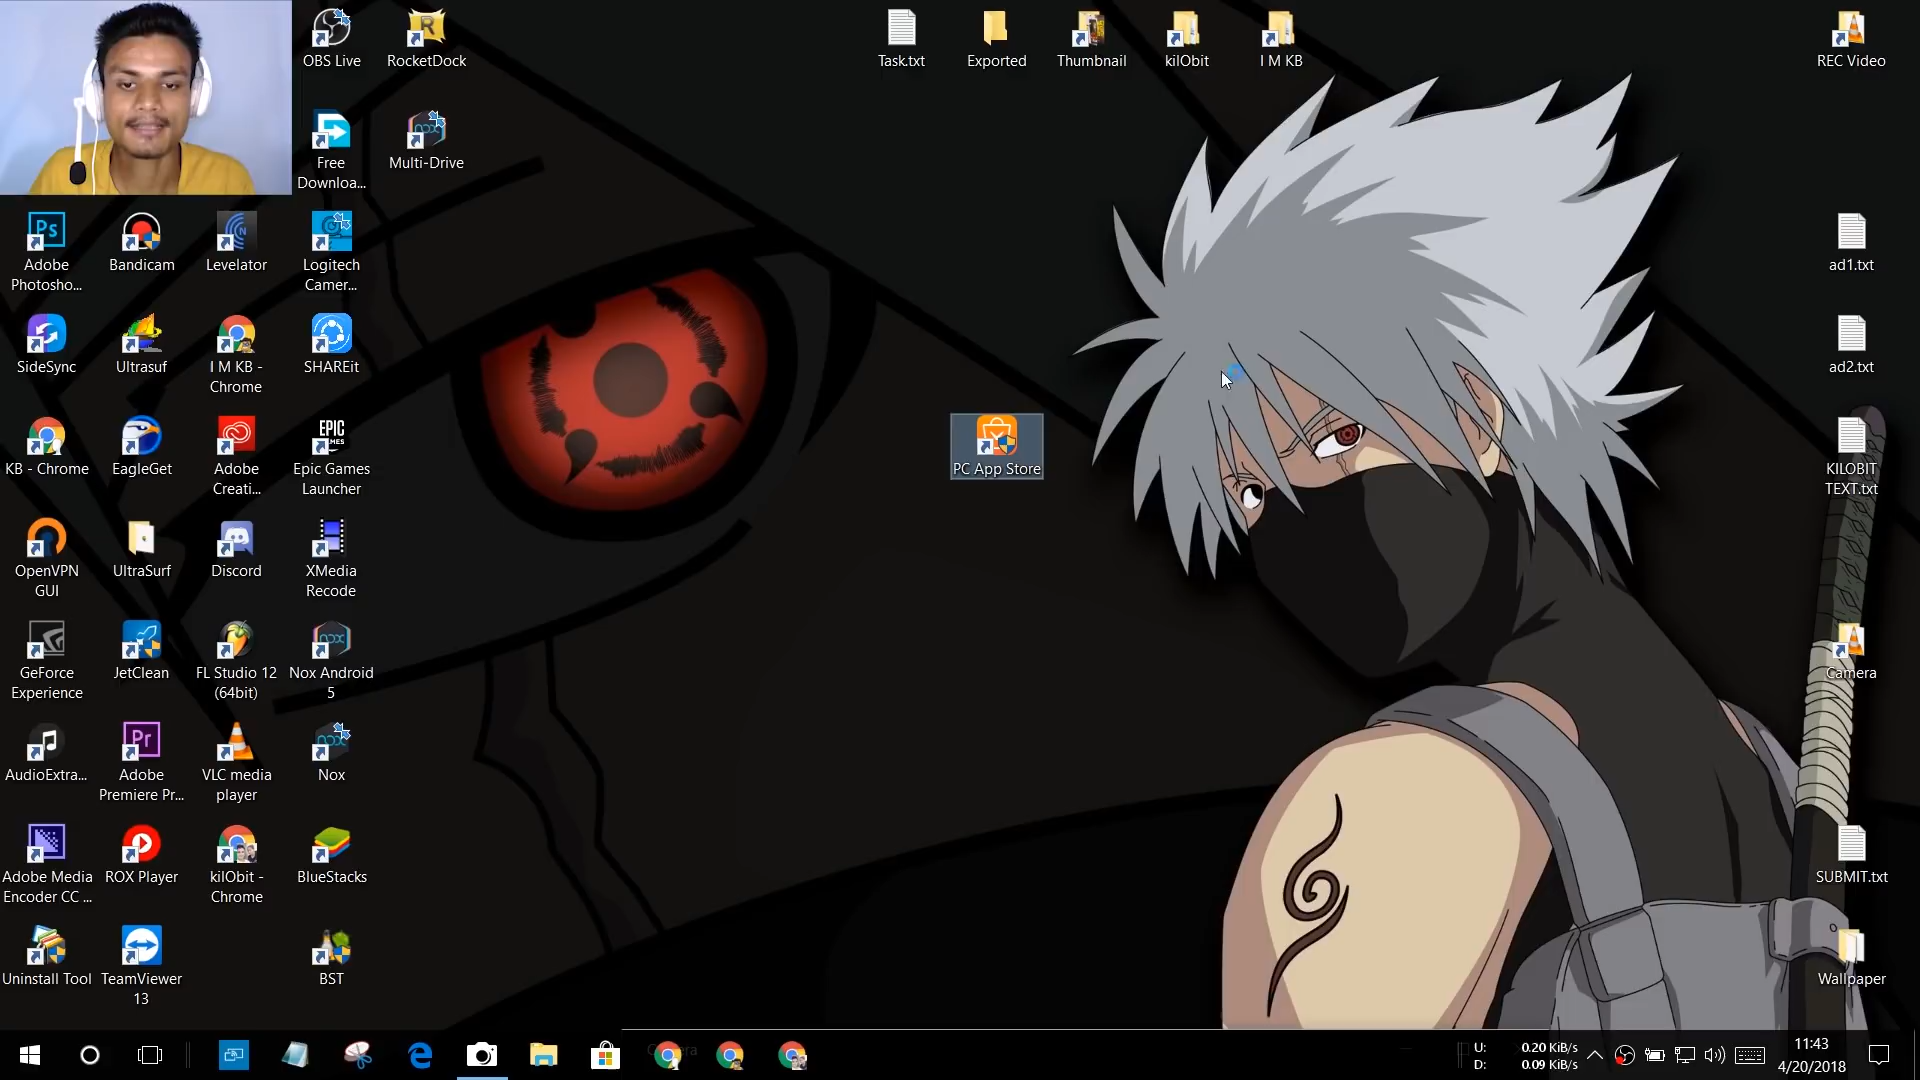 OBS Live
RocketDock
Task.txt
Exported
Thumbnail
kilObit
I M KB
REC Video
Free
Downloa...
Multi-Drive
Ps
Adobe
Photosho...
Bandicam
N
Levelator
Logitech
Camer...
ad1.txt
SideSync
Ultrasuf
I M KB -
Chrome
SHAREit
ad2.txt
KB - Chrome
EagleGet
Adobe
Creati...
EPIC
GAMES
Epic Games
Launcher
PC App Store
KILOBIT
TEXT.txt
OpenVPN
GUI
UltraSurf
Discord
XMedia
Recode
GeForce
Experience
JetClean
FL Studio 12
(64bit)
nox
Nox Android
5
Camera
AudioExtra...
Pr
Adobe
Premiere Pr...
VLC media
player
nox
Nox
Adobe Media
Encoder CC ...
ROX Player
kilObit -
Chrome
BlueStacks
SUBMIT.txt
Uninstall Tool
TeamViewer
13
BST
Wallpaper
U: 0.20 KiB/s
D: 0.09 KiB/s
11:43
4/20/2018